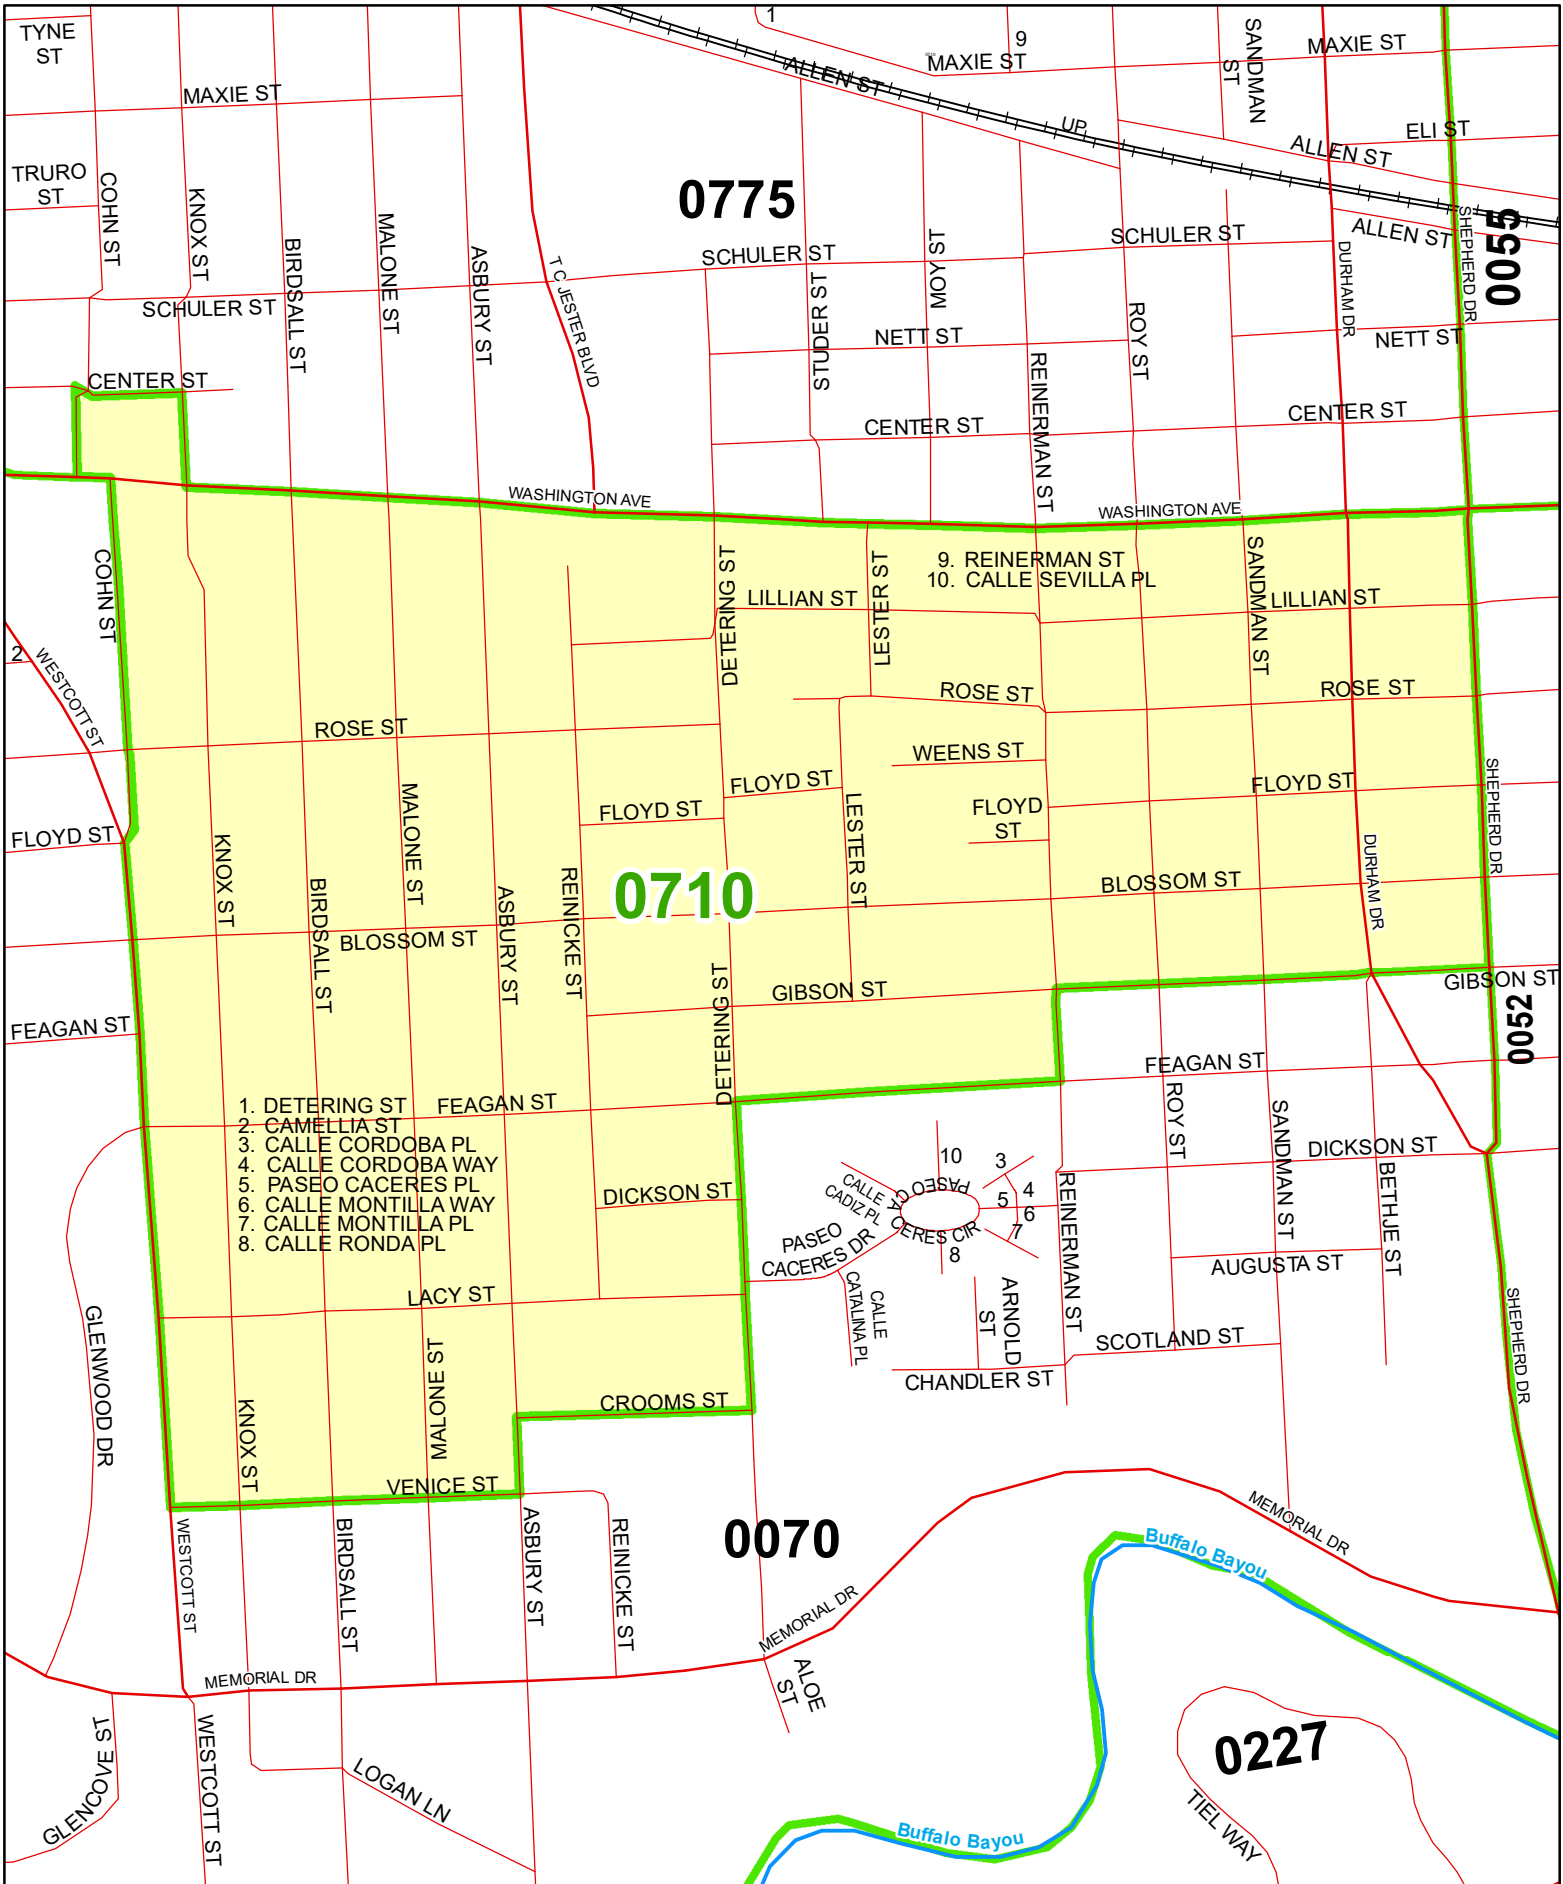 TYNE
ST
1
9
MAXIE ST
SANDMAN
ST
MAXIE ST
MAXIE ST
ALLEN ST
UP
ELI ST
ALLEN ST
TRURO
ST
COHN ST
KNOX ST
0775
BIRDSALL ST
MALONE ST
ASBURY ST
T C JESTER BLVD
SCHULER ST
MOY ST
SCHULER ST
ALLEN ST
SHEPHERD DR
0055
DURHAM DR
SCHULER ST
STUDER ST
NETT ST
ROY ST
NETT ST
REINERMAN ST
CENTER ST
CENTER ST
CENTER ST
WASHINGTON AVE
WASHINGTON AVE
COHN ST
DETERING ST
LESTER ST
9. REINERMAN ST
10. CALLE SEVILLA PL
SANDMAN ST
LILLIAN ST
LILLIAN ST
2
WESTCOTT ST
ROSE ST
ROSE ST
ROSE ST
WEENS ST
FLOYD ST
FLOYD ST
SHEPHERD DR
MALONE ST
FLOYD ST
LESTER ST
FLOYD
ST
FLOYD ST
KNOX ST
DURHAM DR
0710
BIRDSALL ST
ASBURY ST
REINICKE ST
BLOSSOM ST
BLOSSOM ST
DETERING ST
GIBSON ST
GIBSON ST
0052
FEAGAN ST
FEAGAN ST
1. DETERING ST
FEAGAN ST
2. CAMELLIA ST
3. CALLE CORDOBA PL
4. CALLE CORDOBA WAY
5. PASEO CACERES PL
6. CALLE MONTILLA WAY
7. CALLE MONTILLA PL
8. CALLE RONDA PL
ROY ST
SANDMAN ST
DICKSON ST
BETHJE ST
10
3
4
5
6
7
8
CALLE
CADIZ PL
PASEO CACERES CIR
DICKSON ST
PASEO
CACERES DR
REINERMAN ST
AUGUSTA ST
CALLE
CATALINA PL
ARNOLD
ST
LACY ST
GLENWOOD DR
SHEPHERD DR
SCOTLAND ST
MALONE ST
CHANDLER ST
CROOMS ST
KNOX ST
VENICE ST
WESTCOTT ST
BIRDSALL ST
ASBURY ST
REINICKE ST
0070
MEMORIAL DR
Buffalo Bayou
MEMORIAL DR
MEMORIAL DR
ALOE
ST
GLENCOVE ST
WESTCOTT ST
LOGAN LN
0227
TIEL WAY
Buffalo Bayou